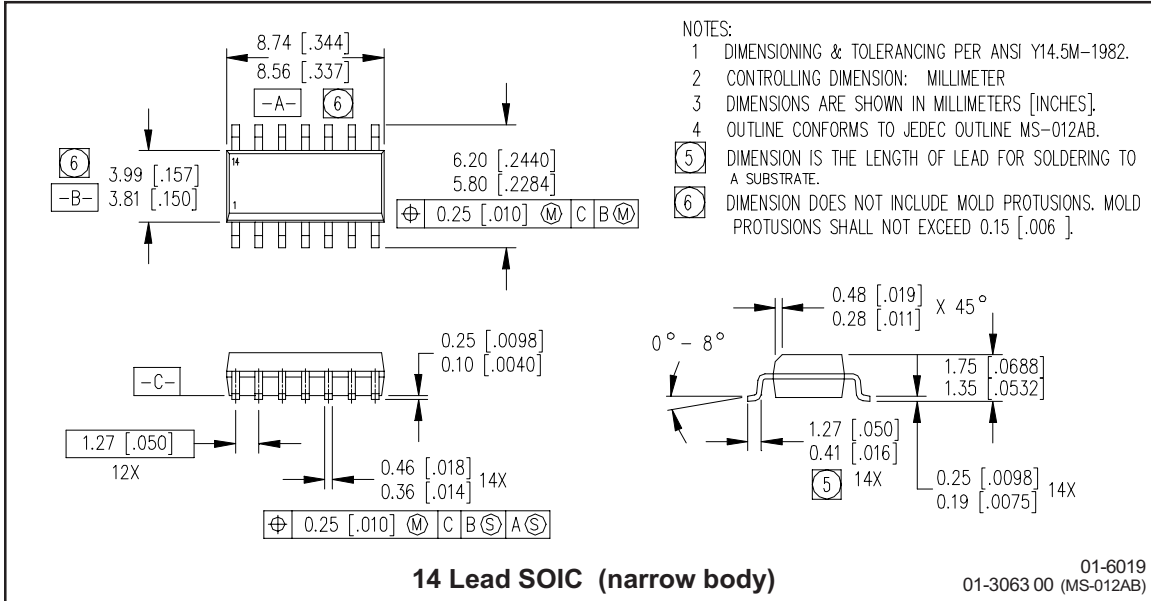 8.74 [.344]
8.56 [.337]
-A- 6
14
1
6
3.99 [.157]
3.81 [.150]
-B-
6.20 [.2440]
5.80 [.2284]
⌖ 0.25 [.010] Ⓜ C B Ⓜ
NOTES:
1 DIMENSIONING & TOLERANCING PER ANSI Y14.5M-1982.
2 CONTROLLING DIMENSION: MILLIMETER
3 DIMENSIONS ARE SHOWN IN MILLIMETERS [INCHES].
4 OUTLINE CONFORMS TO JEDEC OUTLINE MS-012AB.
5 DIMENSION IS THE LENGTH OF LEAD FOR SOLDERING TO
A SUBSTRATE.
6 DIMENSION DOES NOT INCLUDE MOLD PROTUSIONS. MOLD
PROTUSIONS SHALL NOT EXCEED 0.15 [.006 ].
-C-
0.25 [.0098]
0.10 [.0040]
1.27 [.050]
12X
0.46 [.018]
0.36 [.014] 14X
⌖ 0.25 [.010] Ⓜ C B Ⓢ A Ⓢ
0.48 [.019]
0.28 [.011] X 45°
0° - 8°
1.75 [.0688]
1.35 [.0532]
1.27 [.050]
0.41 [.016]
5 14X
0.25 [.0098]
0.19 [.0075] 14X
14 Lead SOIC (narrow body)
01-6019
01-3063 00 (MS-012AB)